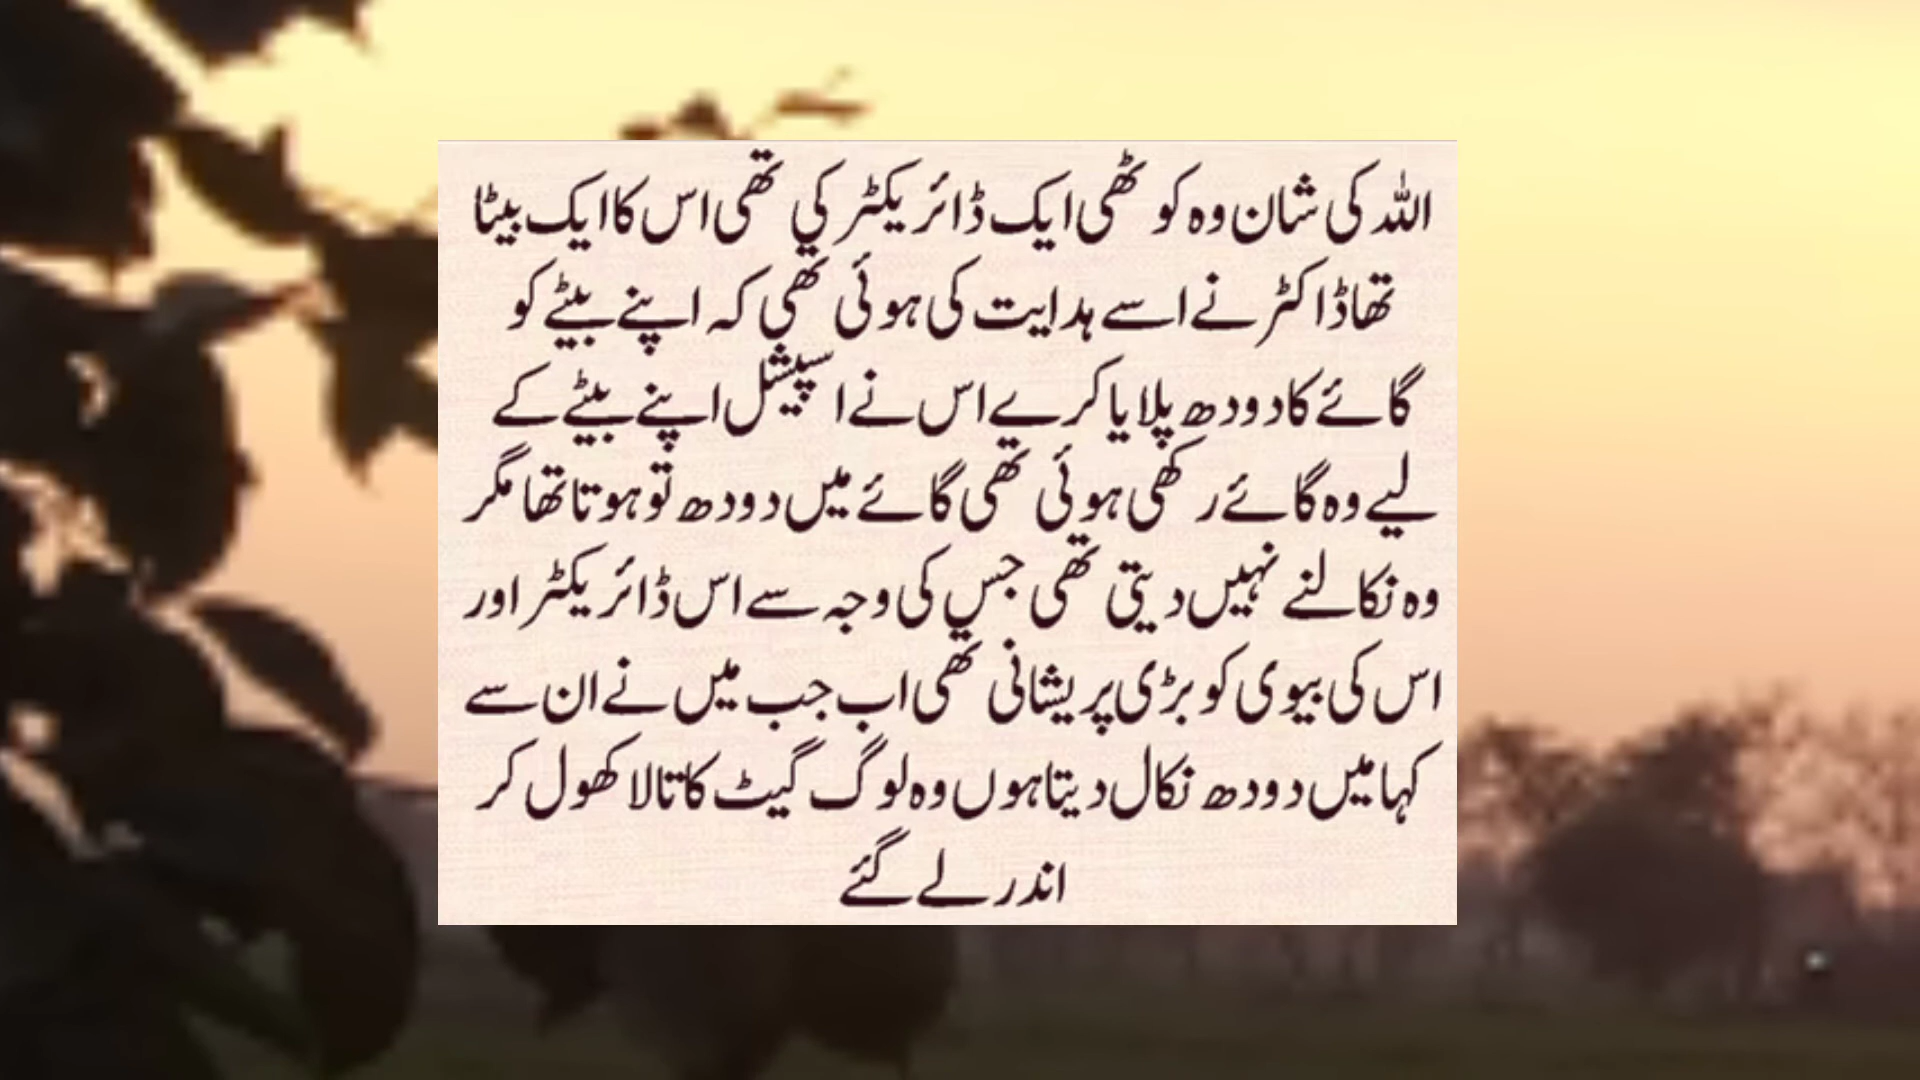 اللہ کی شان وہ کوٹھی ایک ڈائریکٹر کی تھی اس کا ایک بیٹا
تھا ڈاکٹر نے اسے ہدایت کی ہوئی تھی کہ اپنے بیٹے کو
گائے کا دودھ پلایا کرے اس نے اسپیشل اپنے بیٹے کے
لیے وہ گائے رکھی ہوئی تھی گائے میں دودھ تو ہوتا تھا مگر
وہ نکالنے نہیں دیتی تھی جس کی وجہ سے اس ڈائریکٹر اور
اس کی بیوی کو بڑی پریشانی تھی اب جب میں نے ان سے
کہا میں دودھ نکال دیتا ہوں وہ لوگ گیٹ کا تالا کھول کر
اندر لے گئے